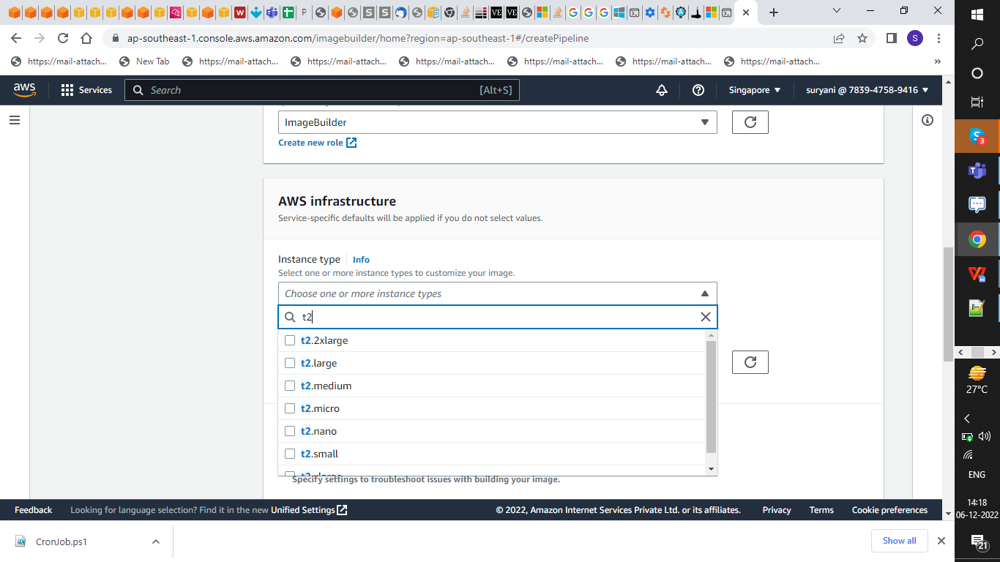 ap-southeast-1.console.aws.amazon.com/imagebuilder/home?region=ap-southeast-1#/createPipeline
S
https://mail-attach...
New Tab
https://mail-attach...
https://mail-attach...
https://mail-attach...
https://mail-attach...
https://mail-attach...
https://mail-attach...
»
aws
Services
Search
[Alt+S]
Singapore
suryani @ 7839-4758-9416
ImageBuilder
Create new role
AWS infrastructure
Service-specific defaults will be applied if you do not select values.
Instance type
Info
Select one or more instance types to customize your image.
Choose one or more instance types
t2
t2.2xlarge
t2.large
t2.medium
t2.micro
t2.nano
t2.small
t2.xlarge
Specify settings to troubleshoot issues with building your image.
Feedback
Looking for language selection? Find it in the new Unified Settings
© 2022, Amazon Internet Services Private Ltd. or its affiliates.
Privacy
Terms
Cookie preferences
CronJob.ps1
Show all
3
27°C
ENG
14:18
06-12-2022
21